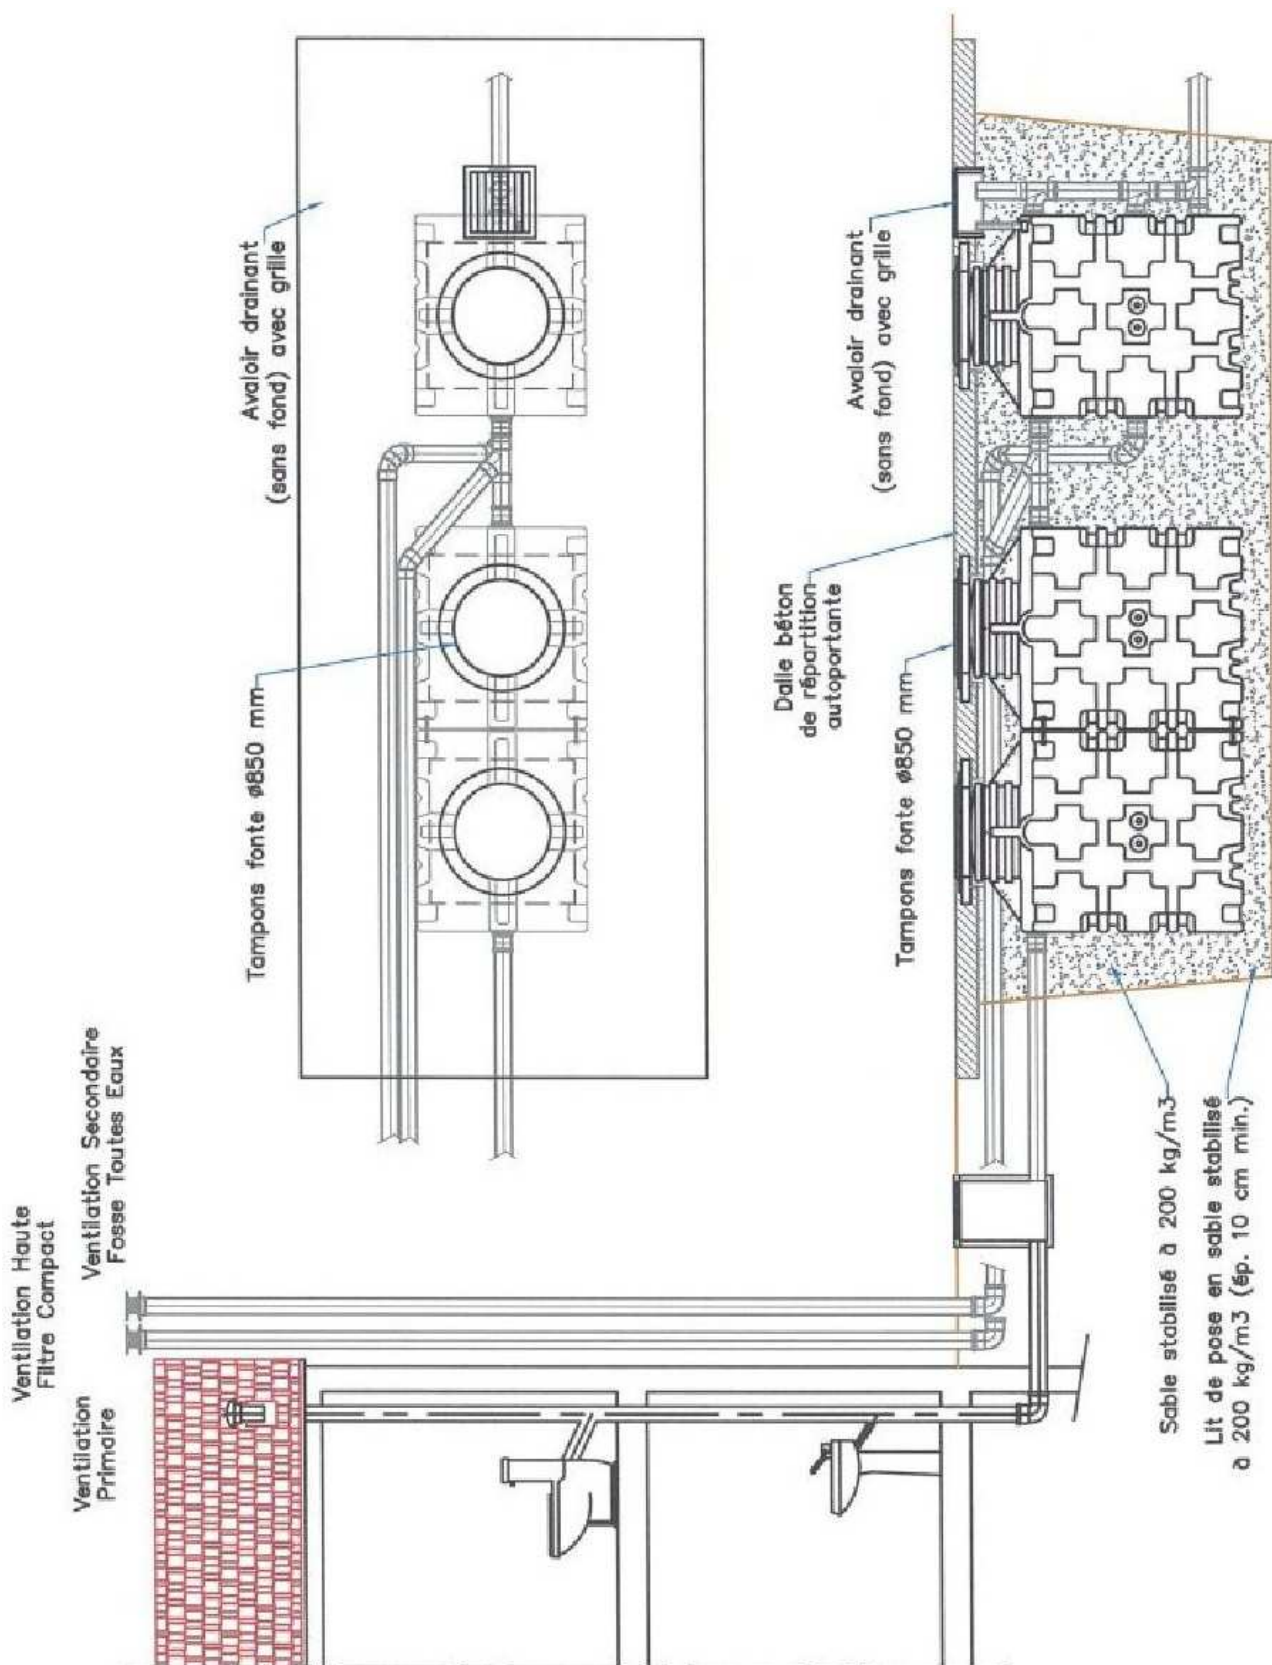 Ventilation Haute
Filtre Compact
Ventilation Secondaire
Fosse Toutes Eaux
Ventilation
Primaire
Tampons fonte ø850 mm
Avaloir drainant
(sans fond) avec grille
Dalle béton
de répartition
autoportante
Tampons fonte ø850 mm
Avaloir drainant
(sans fond) avec grille
Sable stabilisé à 200 kg/m3
Lit de pose en sable stabilisé
à 200 kg/m3 (ép. 10 cm min.)